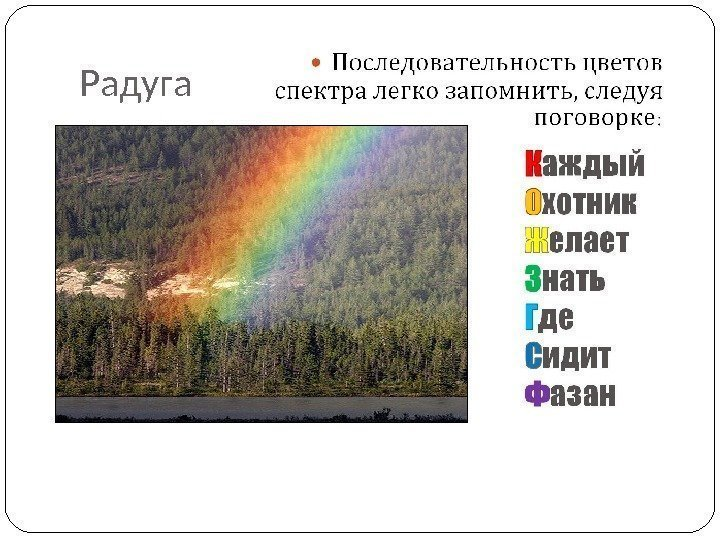 Радуга
• Последовательность цветов
спектра легко запомнить, следуя
поговорке:
Каждый
Охотник
Желает
Знать
Где
Сидит
Фазан